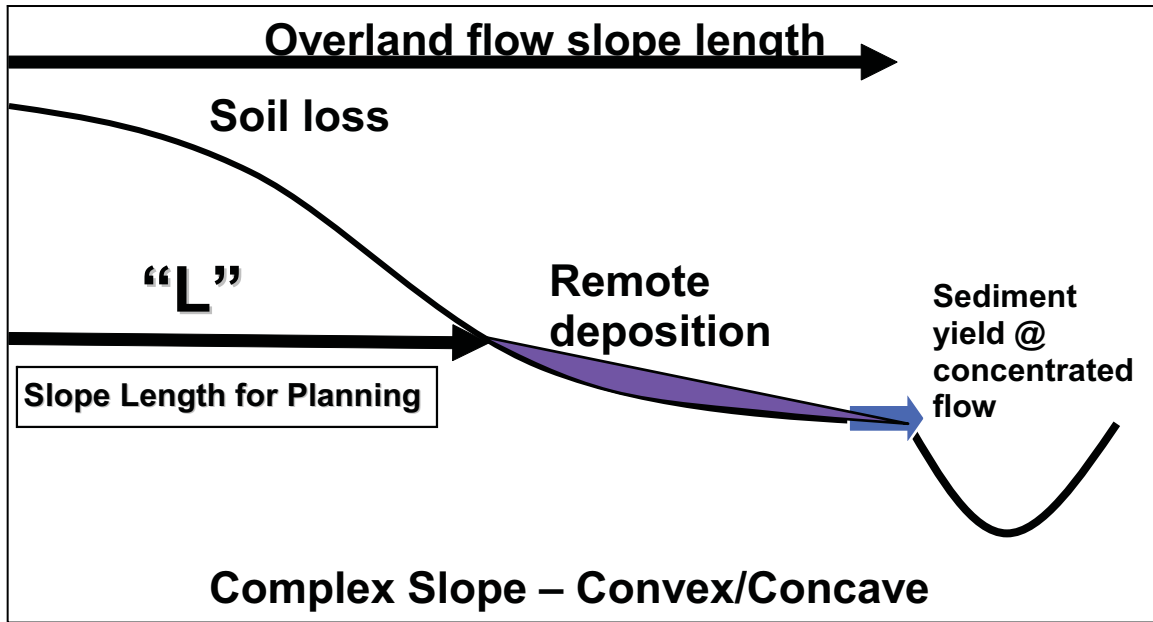 Overland flow slope length
Soil loss
“L”
Slope Length for Planning
Remote
deposition
Sediment
yield @
concentrated
flow
Complex Slope – Convex/Concave